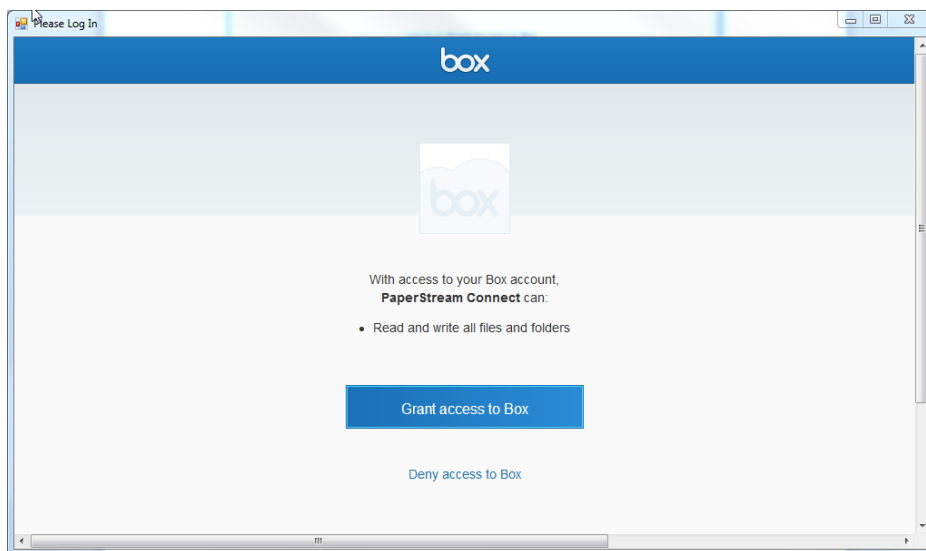 Please Log In
box
box
With access to your Box account,
PaperStream Connect can:
• Read and write all files and folders
Grant access to Box
Deny access to Box